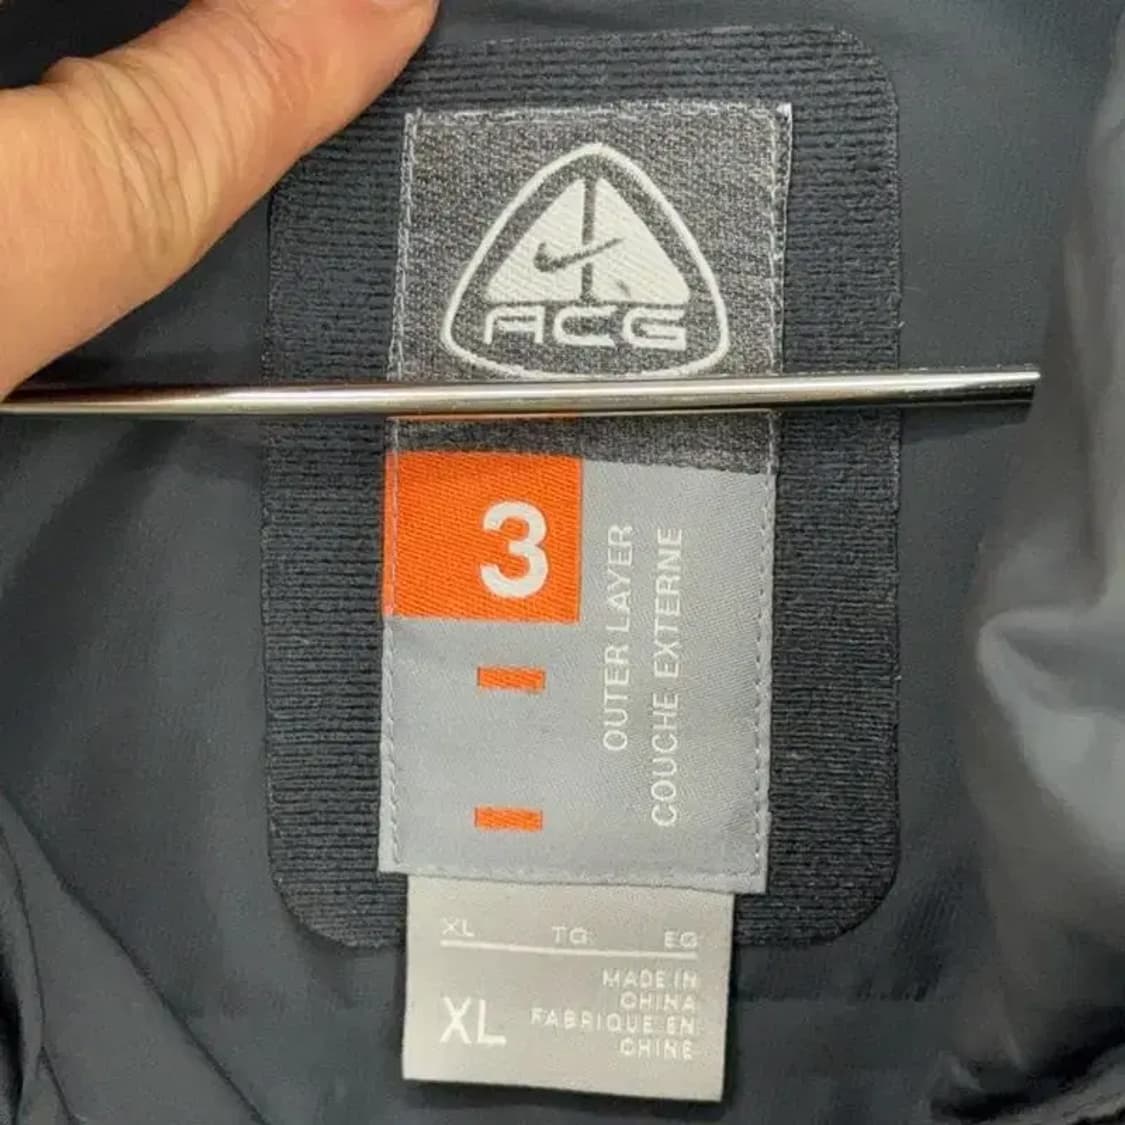 ACG
3
OUTER LAYER
COUCHE EXTERNE
XL TG EG
XL
MADE IN
CHINA
FABRIQUE EN
CHINE